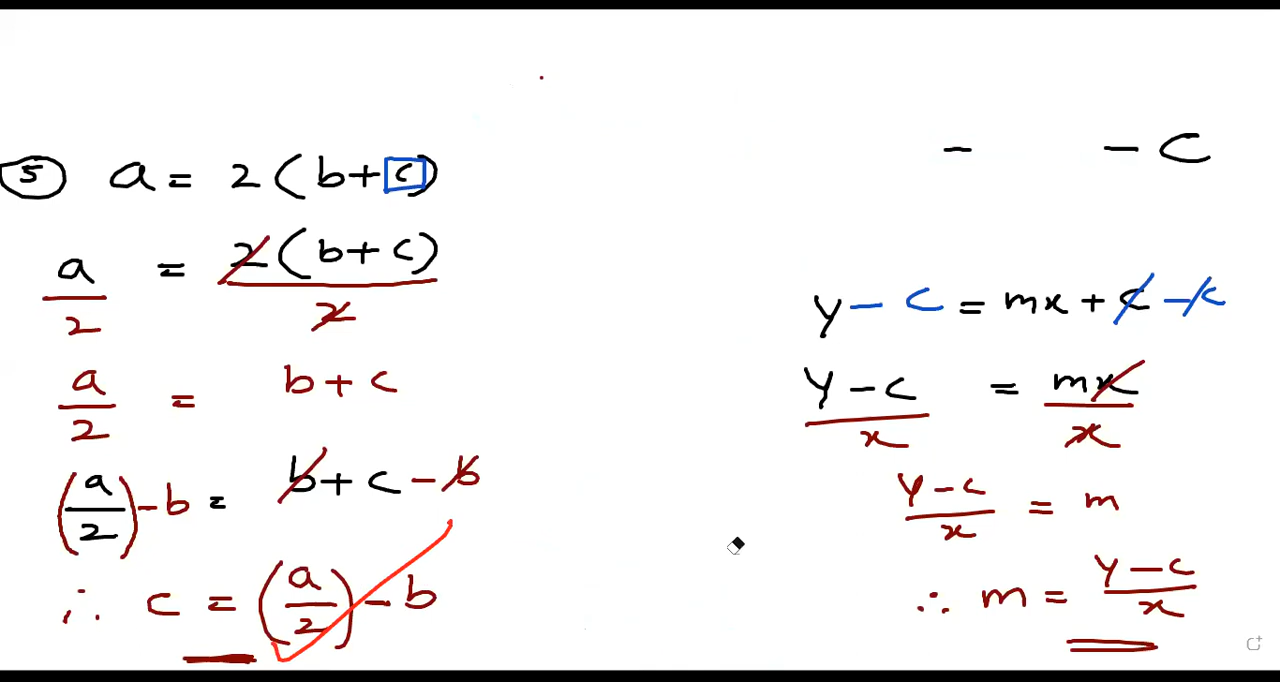 ⑤ a = 2(b+c)
a/2 = 2(b+c)/2
a/2 = b+c
(a/2)-b = b+c-b
∴ c = (a/2)-b
- -c
y-c = mx+c-c
y-c/x = mx/x
y-c/x = m
∴ m = y-c/x